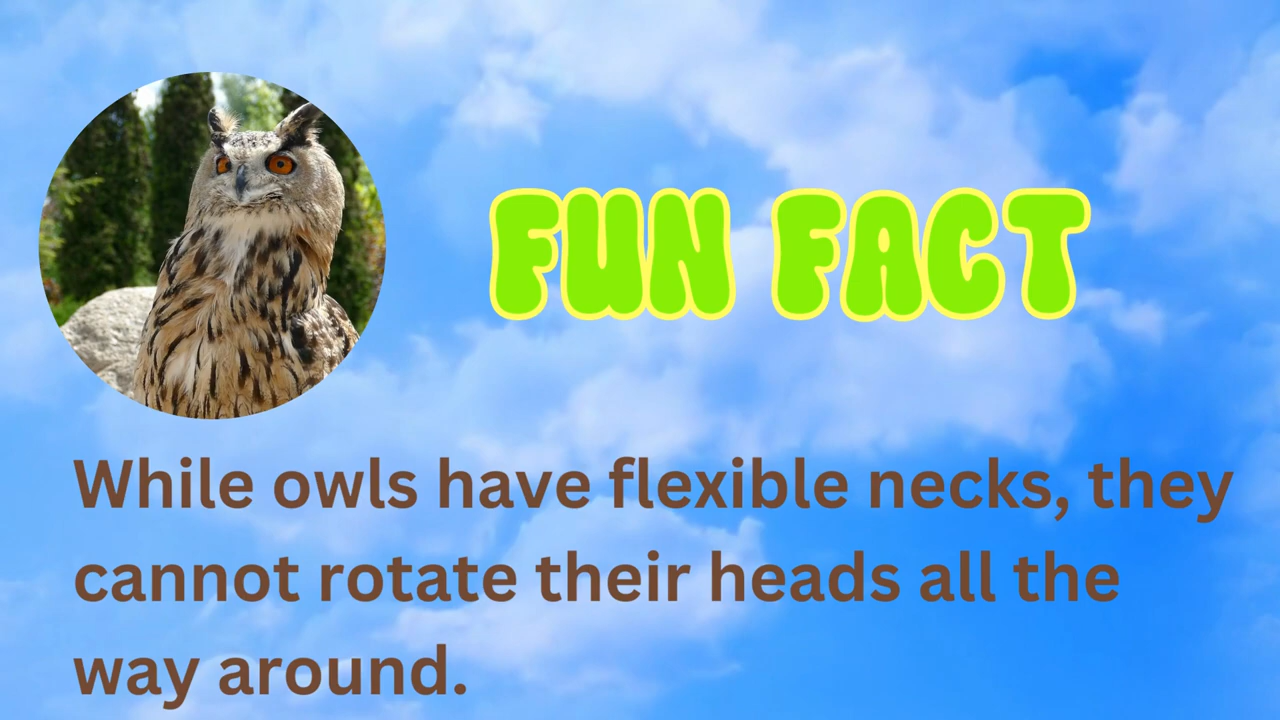 FUN FACT
While owls have flexible necks, they
cannot rotate their heads all the
way around.